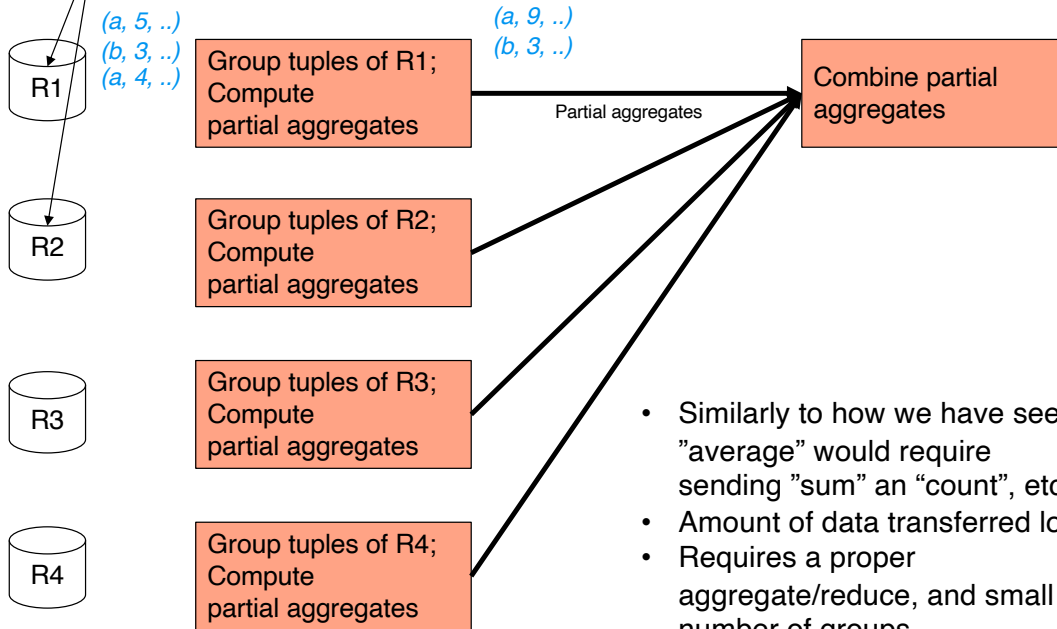 (a, 5, ..)
(b, 3, ..)
(a, 4, ..)
(a, 9, ..)
(b, 3, ..)
R1
Group tuples of R1;
Compute
partial aggregates
Partial aggregates
Combine partial
aggregates
R2
Group tuples of R2;
Compute
partial aggregates
R3
Group tuples of R3;
Compute
partial aggregates
R4
Group tuples of R4;
Compute
partial aggregates
• Similarly to how we have see
”average” would require
sending ”sum” an “count”, etc
• Amount of data transferred lo
• Requires a proper
aggregate/reduce, and small
number of groups